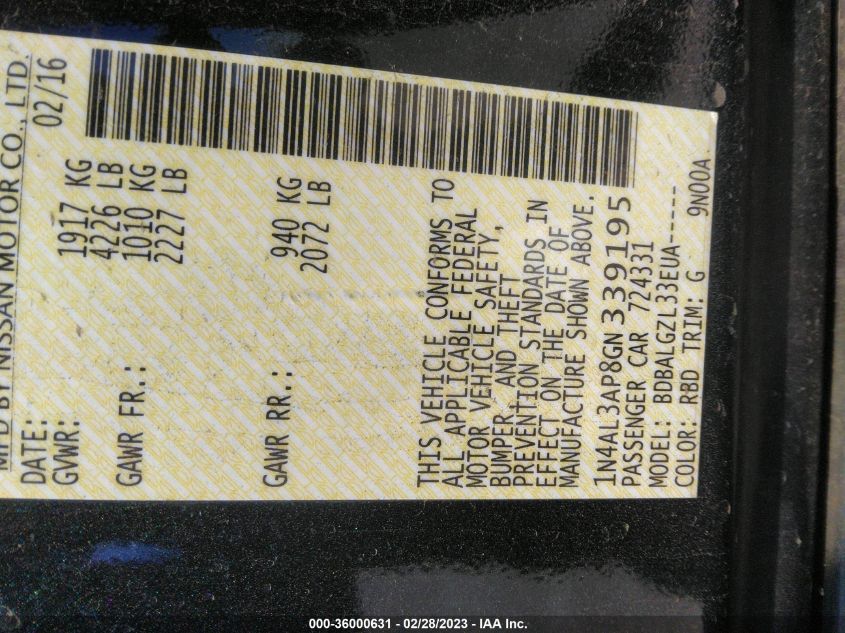 MFD BY NISSAN MOTOR CO., LTD.
DATE: 02/16
GVWR: 1917 KG
4226 LB
GAWR FR.: 1010 KG
2227 LB
GAWR RR.: 940 KG
2072 LB
THIS VEHICLE CONFORMS TO
ALL APPLICABLE FEDERAL
MOTOR VEHICLE SAFETY,
BUMPER, AND THEFT
PREVENTION STANDARDS IN
EFFECT ON THE DATE OF
MANUFACTURE SHOWN ABOVE.
1N4AL3AP8GN339195
PASSENGER CAR 724331
MODEL: BDBALGZL33EUA-----
COLOR: RBD TRIM: G 9N00A
000-36000631 - 02/28/2023 - IAA Inc.